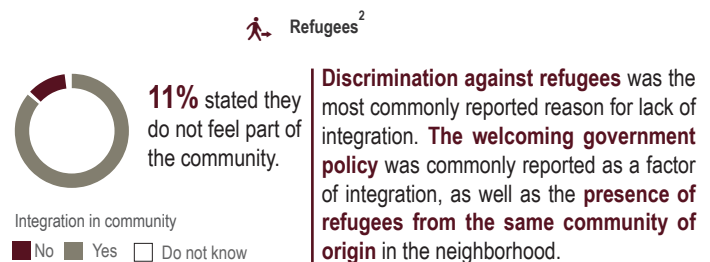 Refugees2
11% stated they
do not feel part of
the community.
Integration in community
No Yes Do not know
Discrimination against refugees was the
most commonly reported reason for lack of
integration. The welcoming government
policy was commonly reported as a factor
of integration, as well as the presence of
refugees from the same community of
origin in the neighborhood.